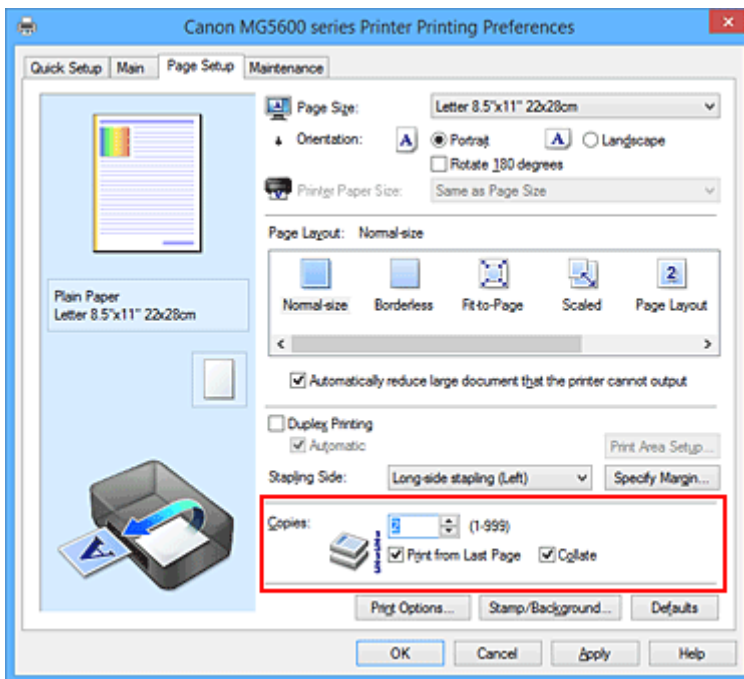 Canon MG5600 series Printer Printing Preferences
Quick Setup Main Page Setup Maintenance
Page Size: Letter 8.5"x11" 22x28cm
Orientation: A Portrait A Landscape
Rotate 180 degrees
Printer Paper Size: Same as Page Size
Page Layout: Normal-size
2
Normal-size Borderless Fit-to-Page Scaled Page Layout
Plain Paper
Letter 8.5"x11" 22x28cm
Automatically reduce large document that the printer cannot output
Duplex Printing
Automatic Print Area Setup...
Stapling Side: Long-side stapling (Left) Specify Margin...
Copies: 2 (1-999)
Print from Last Page Collate
A
Print Options... Stamp/Background... Defaults
OK Cancel Apply Help